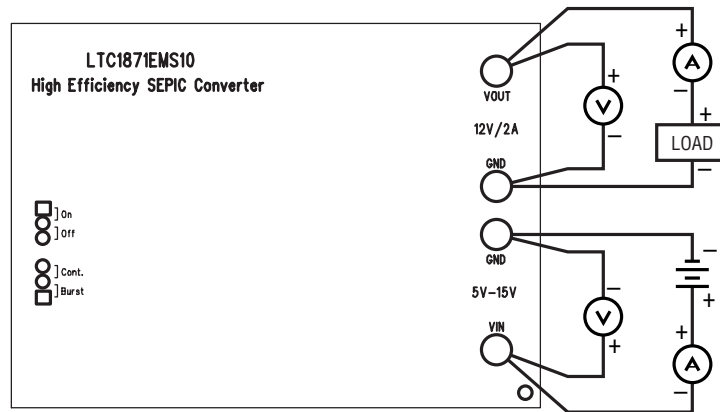 LTC1871EMS10
High Efficiency SEPIC Converter
VOUT
12V/2A
GND
GND
5V-15V
VIN
On
Off
Cont.
Burst
+
A
−
+
LOAD
−
+
V
−
−
V
+
−
+
+
A
−